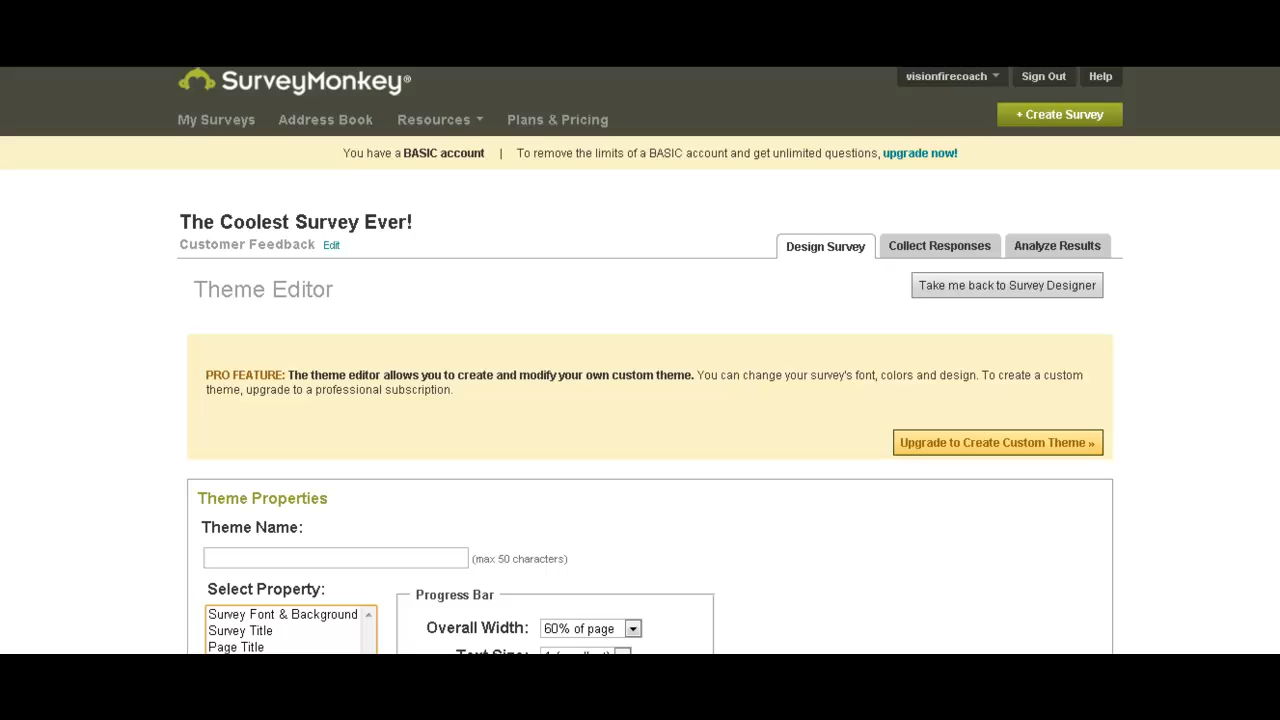 SurveyMonkey®
visionfirecoach
Sign Out
Help
My Surveys
Address Book
Resources
Plans & Pricing
+ Create Survey
You have a BASIC account | To remove the limits of a BASIC account and get unlimited questions, upgrade now!
The Coolest Survey Ever!
Customer Feedback Edit
Design Survey
Collect Responses
Analyze Results
Theme Editor
Take me back to Survey Designer
PRO FEATURE: The theme editor allows you to create and modify your own custom theme. You can change your survey's font, colors and design. To create a custom
theme, upgrade to a professional subscription.
Upgrade to Create Custom Theme »
Theme Properties
Theme Name:
(max 50 characters)
Select Property:
Survey Font & Background
Survey Title
Page Title
Progress Bar
Overall Width: 60% of page
Text Size: